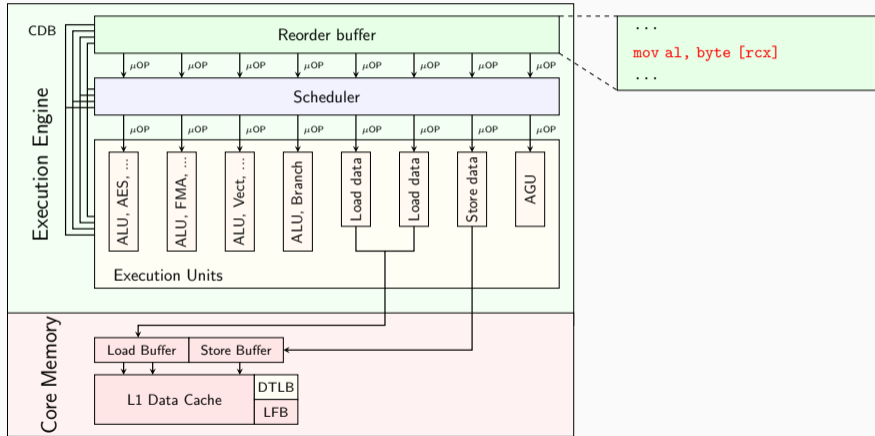 CDB
Reorder buffer
...
mov al, byte [rcx]
...
μOP μOP μOP μOP μOP μOP μOP μOP
Scheduler
μOP μOP μOP μOP μOP μOP μOP μOP
Execution Engine
ALU, AES, ...
ALU, FMA, ...
ALU, Vect, ...
ALU, Branch
Load data
Load data
Store data
AGU
Execution Units
Core Memory
Load Buffer
Store Buffer
L1 Data Cache
DTLB
LFB